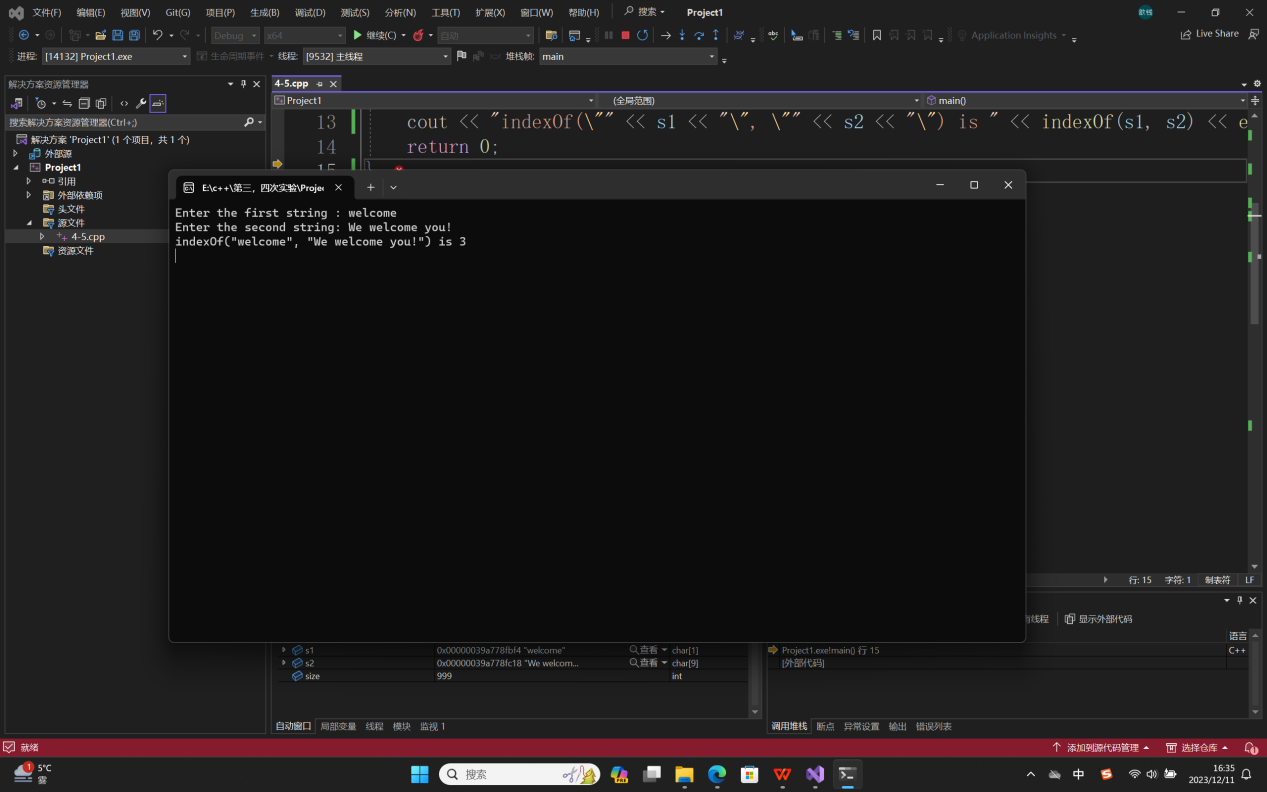 文件(F) 编辑(E) 视图(V) Git(G) 项目(P) 生成(B) 调试(D) 测试(S) 分析(N) 工具(T) 扩展(X) 窗口(W) 帮助(H) 搜索 Project1
Debug x64 继续(C) 自动 Application Insights Live Share
进程: [14132] Project1.exe 生命周期事件 线程: [9532] 主线程 堆栈帧: main
解决方案资源管理器
搜索解决方案资源管理器(Ctrl+;)
解决方案 'Project1' (1 个项目，共 1 个)
外部源
Project1
引用
外部依赖项
头文件
源文件
4-5.cpp
资源文件
4-5.cpp
Project1 (全局范围) main()
13 cout << "indexOf(\"" << s1 << "\", \"" << s2 << "\") is " << indexOf(s1, s2) << e
14 return 0;
15 }
E:\c++\第三，四次实验\Projec
Enter the first string : welcome
Enter the second string: We welcome you!
indexOf("welcome", "We welcome you!") is 3
行: 15 字符: 1 制表符 LF
显示外部代码
语言
s1 0x00000039a778fbf4 "welcome" 查看 char[1]
s2 0x00000039a778fc18 "We welcom... 查看 char[9]
size 999 int
Project1.exe!main() 行 15 C++
[外部代码]
自动窗口 局部变量 线程 模块 监视 1
调用堆栈 断点 异常设置 输出 错误列表
就绪 添加到源代码管理 选择仓库 1
1 5°C
雾
搜索
PRE
中
16:35
2023/12/11